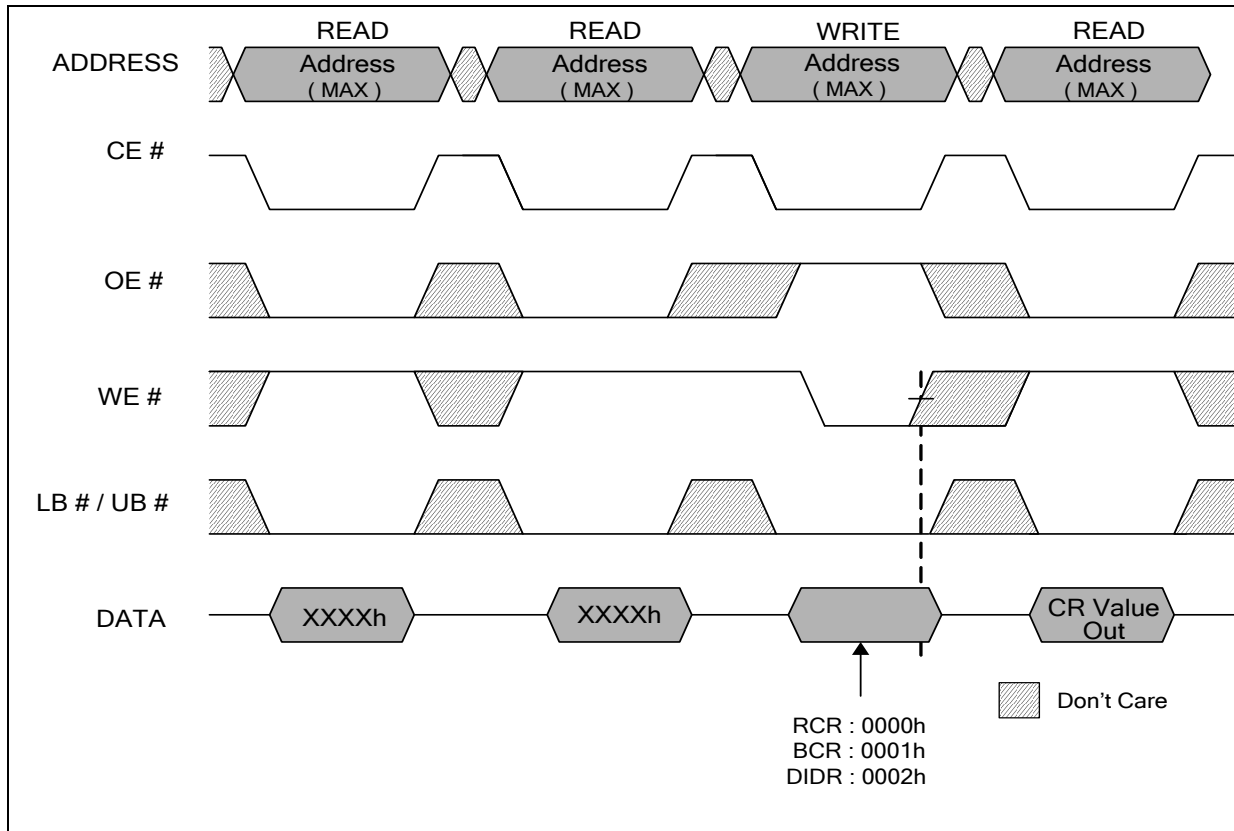 READ READ WRITE READ
ADDRESS Address Address Address Address
( MAX ) ( MAX ) ( MAX ) ( MAX )
CE #
OE #
WE #
LB # / UB #
DATA XXXXh XXXXh CR Value
Out
Don't Care
RCR : 0000h
BCR : 0001h
DIDR : 0002h